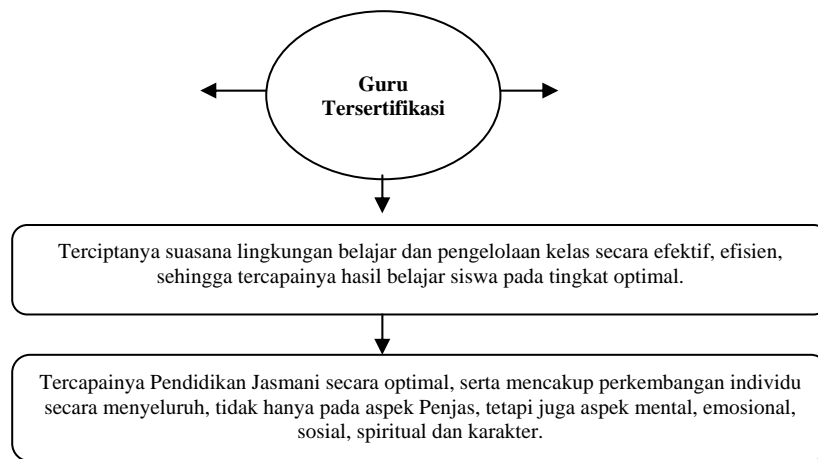 Guru
Tersertifikasi
Terciptanya suasana lingkungan belajar dan pengelolaan kelas secara efektif, efisien,
sehingga tercapainya hasil belajar siswa pada tingkat optimal.
Tercapainya Pendidikan Jasmani secara optimal, serta mencakup perkembangan individu
secara menyeluruh, tidak hanya pada aspek Penjas, tetapi juga aspek mental, emosional,
sosial, spiritual dan karakter.